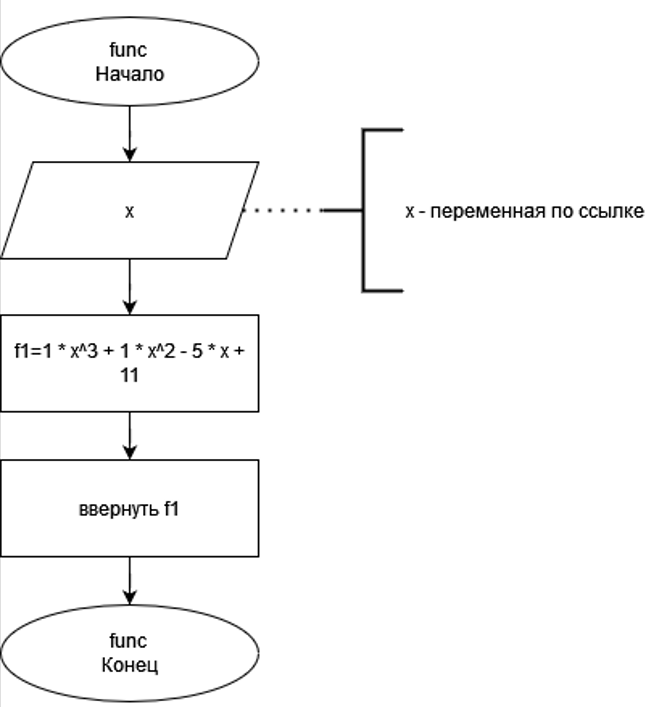 func
Начало
x
x - переменная по ссылке
f1=1 * x^3 + 1 * x^2 - 5 * x +
11
ввернуть f1
func
Конец